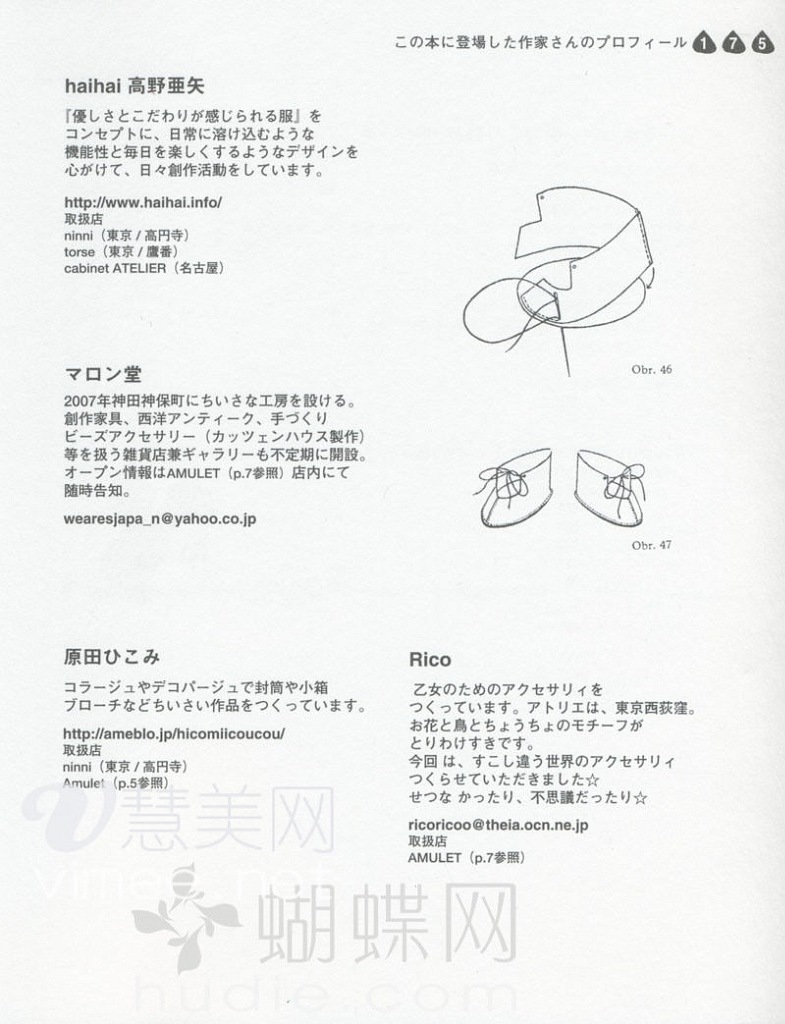 この本に登場した作家さんのプロフィール 1 7 5
haihai 高野亜矢
『優しさとこだわりが感じられる服』を
コンセプトに、日常に溶け込むような
機能性と毎日を楽しくするようなデザインを
心がけて、日々創作活動をしています。
http://www.haihai.info/
取扱店
ninni（東京 / 高円寺）
torse（東京 / 鷹番）
cabinet ATELIER（名古屋）
Obr. 46
マロン堂
2007年神田神保町にちいさな工房を設ける。
創作家具、西洋アンティーク、手づくり
ビーズアクセサリー（カッツェンハウス製作）
等を扱う雑貨店兼ギャラリーも不定期に開設。
オープン情報はAMULET（p.7参照）店内にて
随時告知。
wearesjapa_n@yahoo.co.jp
Obr. 47
原田ひこみ
コラージュやデコパージュで封筒や小箱
ブローチなどちいさい作品をつくっています。
http://ameblo.jp/hicomiicoucou/
取扱店
ninni（東京 / 高円寺）
Amulet（p.5参照）
Rico
乙女のためのアクセサリィを
つくっています。アトリエは、東京西荻窪。
お花と鳥とちょうちょのモチーフが
とりわけすきです。
今回 は、すこし違う世界のアクセサリィ
つくらせていただきました☆
せつな かったり、不思議だったり☆
ricoricoo@theia.ocn.ne.jp
取扱店
AMULET（p.7参照）
慧美网
vimee.net
蝴蝶网
hudie.com